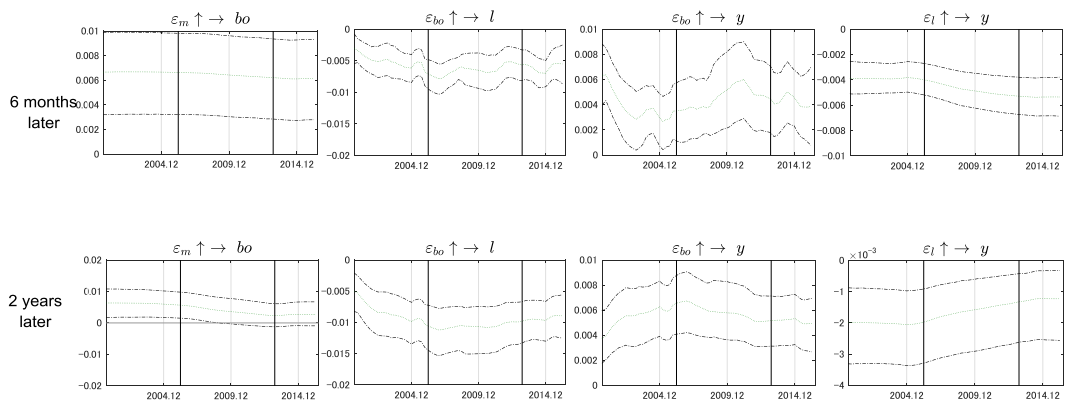 ε_m ↑ → bo
ε_bo ↑ → l
ε_bo ↑ → y
ε_l ↑ → y
6 months
later
0.01
0.008
0.006
0.004
0.002
0
2004.12 2009.12 2014.12
0
−0.005
−0.01
−0.015
−0.02
2004.12 2009.12 2014.12
0.01
0.008
0.006
0.004
0.002
0
2004.12 2009.12 2014.12
0
−0.002
−0.004
−0.006
−0.008
−0.01
2004.12 2009.12 2014.12
ε_m ↑ → bo
ε_bo ↑ → l
ε_bo ↑ → y
ε_l ↑ → y
2 years
later
0.02
0.01
0
−0.01
−0.02
2004.12 2009.12 2014.12
0
−0.005
−0.01
−0.015
−0.02
2004.12 2009.12 2014.12
0.01
0.008
0.006
0.004
0.002
0
2004.12 2009.12 2014.12
×10⁻³
0
−1
−2
−3
−4
2004.12 2009.12 2014.12